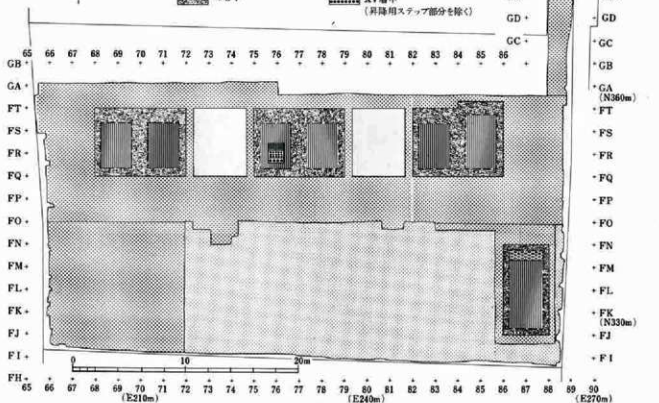 (昇降用ステップ部分を除く)
GD + + GD
GC + + GC
65 66 67 68 69 70 71 72 73 74 75 76 77 78 79 80 81 82 83 84 85 86
GB + + GB
GA + + GA
(N360m)
FT + + FT
FS + + FS
FR + + FR
FQ + + FQ
FP + + FP
FO + + FO
FN + + FN
FM + + FM
FL + + FL
FK + + FK
(N330m)
FJ + + FJ
FI + + FI
0 10 20m
FH +
65 66 67 68 69 70 71 72 73 74 75 76 77 78 79 80 81 82 83 84 85 86 87 88 89 90
(E210m) (E240m) (E270m)